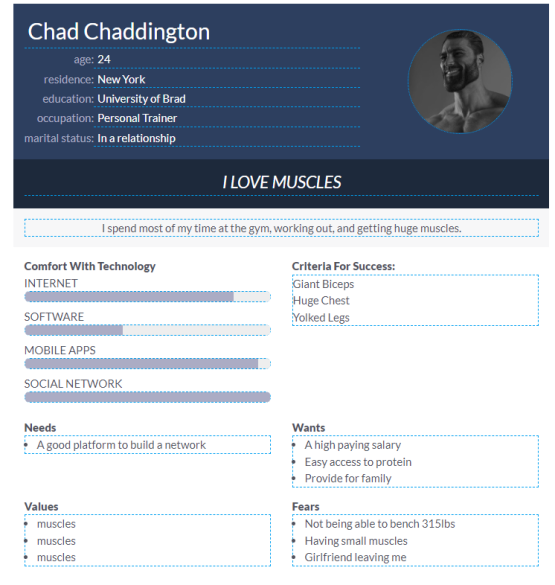 Chad Chaddington
age: 24
residence: New York
education: University of Brad
occupation: Personal Trainer
marital status: In a relationship
I LOVE MUSCLES
I spend most of my time at the gym, working out, and getting huge muscles.
Comfort With Technology
INTERNET
SOFTWARE
MOBILE APPS
SOCIAL NETWORK
Criteria For Success:
Giant Biceps
Huge Chest
Yolked Legs
Needs
• A good platform to build a network
Wants
• A high paying salary
• Easy access to protein
• Provide for family
Values
• muscles
• muscles
• muscles
Fears
• Not being able to bench 315lbs
• Having small muscles
• Girlfriend leaving me